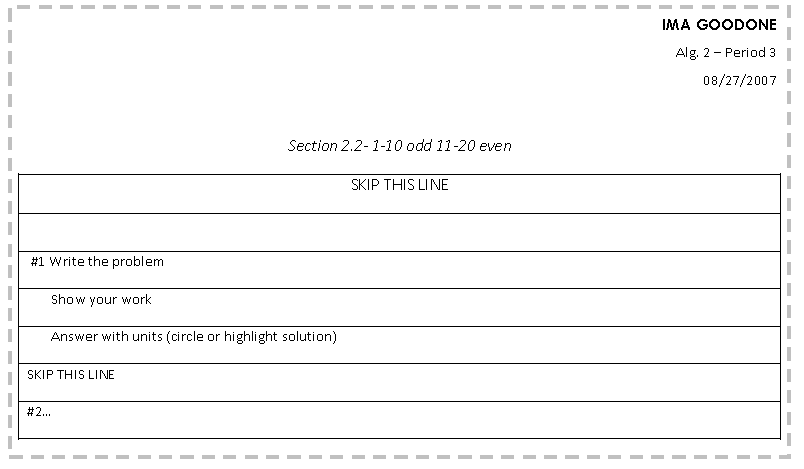 IMA GOODONE
Alg. 2 – Period 3
08/27/2007
Section 2.2- 1-10 odd 11-20 even
SKIP THIS LINE
#1 Write the problem
Show your work
Answer with units (circle or highlight solution)
SKIP THIS LINE
#2...